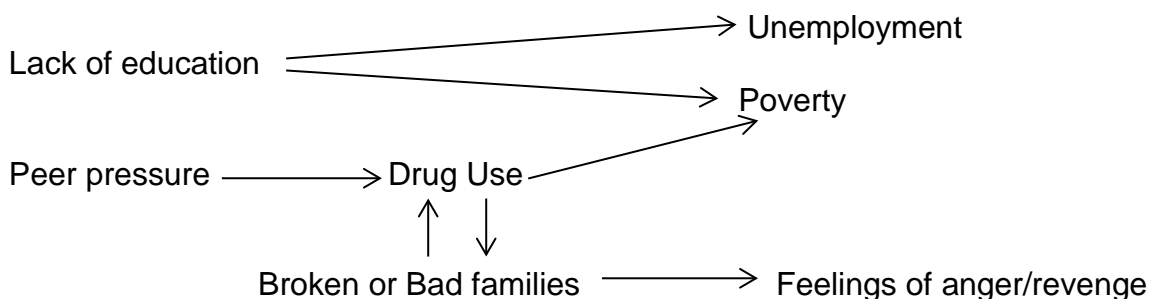 Unemployment
Lack of education
Poverty
Peer pressure Drug Use
Broken or Bad families Feelings of anger/revenge